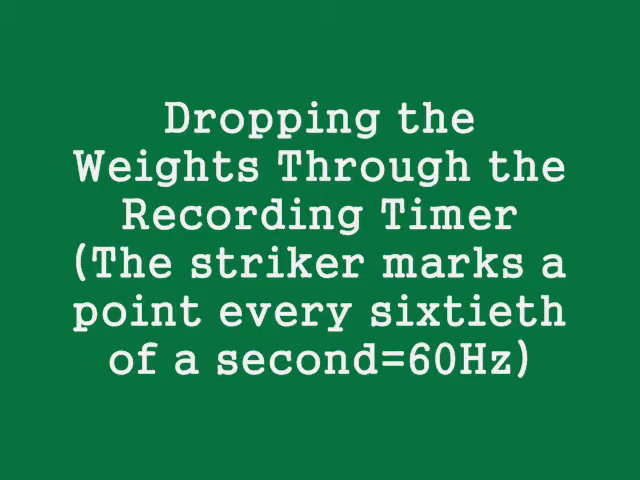 Dropping the
Weights Through the
Recording Timer
(The striker marks a
point every sixtieth
of a second=60Hz)